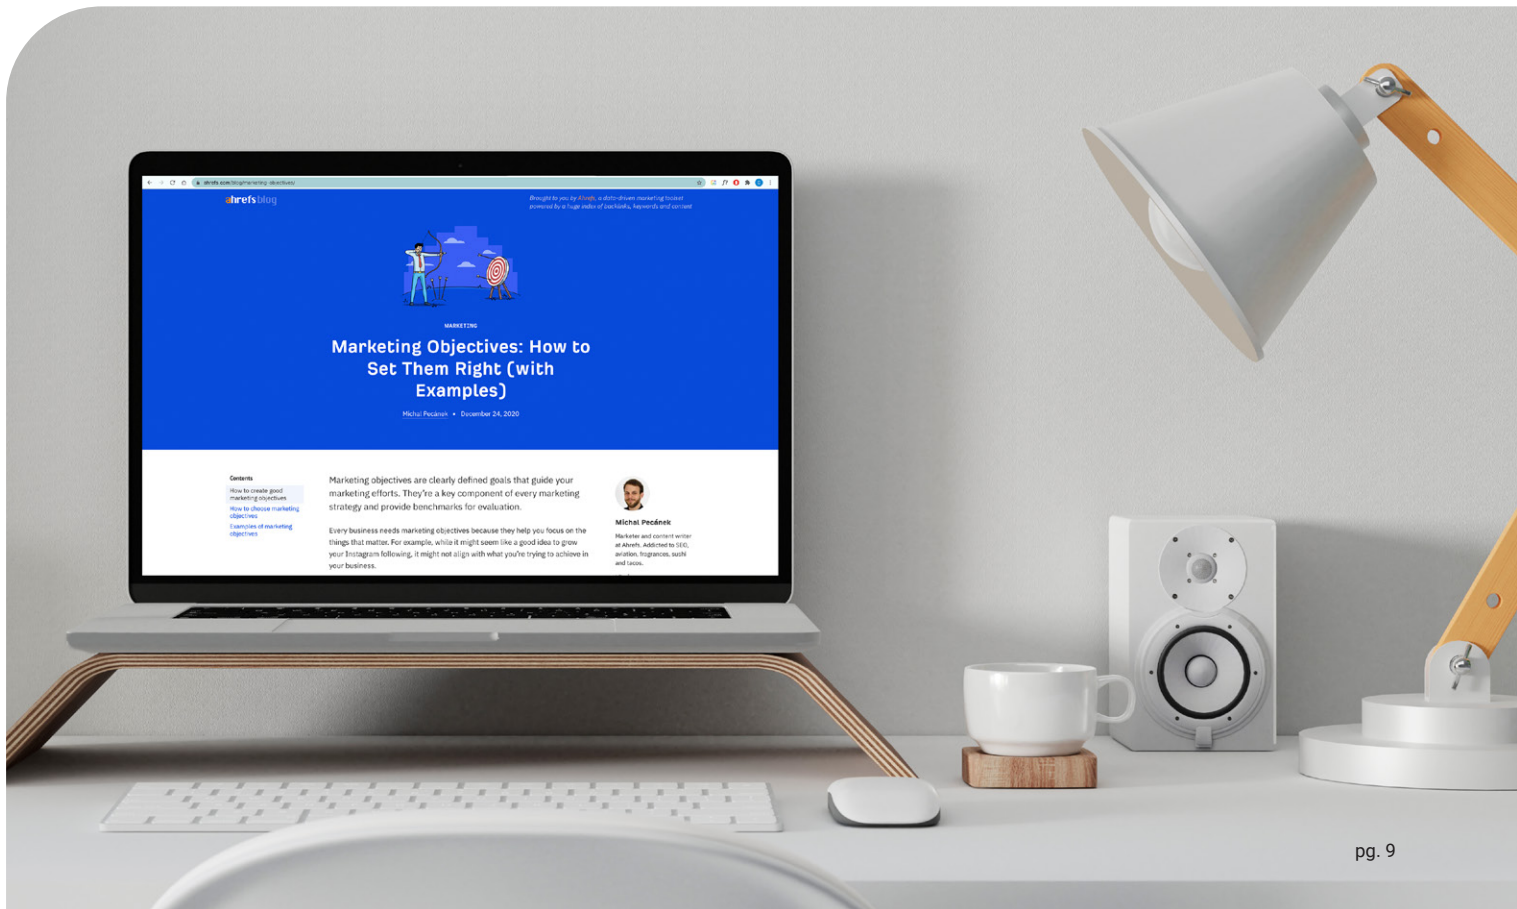 ahrefs.com/blog/marketing-objectives/
ahrefs blog
Brought to you by Ahrefs, a data-driven marketing toolset
powered by a huge index of backlinks, keywords and content
MARKETING
Marketing Objectives: How to
Set Them Right (with
Examples)
Michal Pecánek • December 24, 2020
Contents
How to create good
marketing objectives
How to choose marketing
objectives
Examples of marketing
objectives
Marketing objectives are clearly defined goals that guide your
marketing efforts. They're a key component of every marketing
strategy and provide benchmarks for evaluation.
Every business needs marketing objectives because they help you focus on the
things that matter. For example, while it might seem like a good idea to grow
your Instagram following, it might not align with what you're trying to achieve in
your business.
Michal Pecánek
Marketer and content writer
at Ahrefs. Addicted to SEO,
aviation, fragrances, sushi
and tacos.
pg. 9